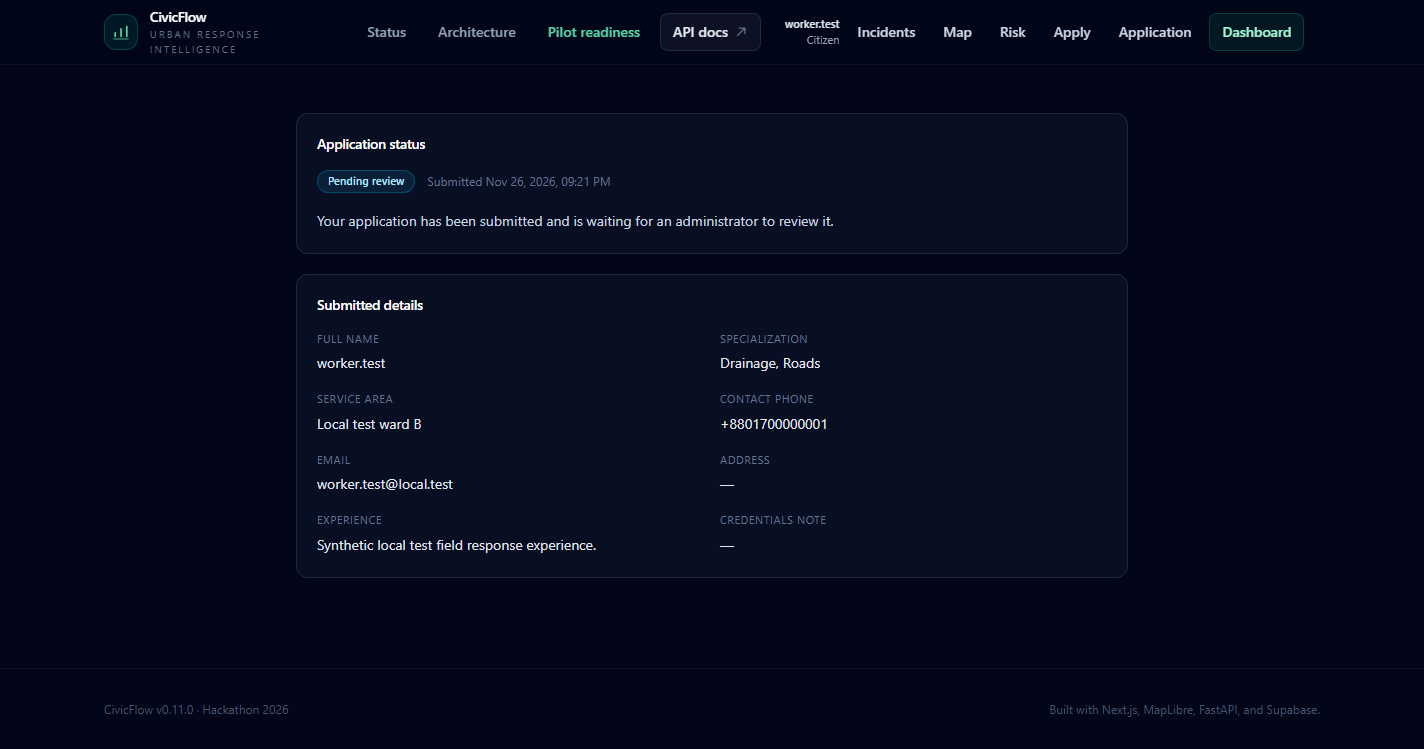 CivicFlow
URBAN RESPONSE
INTELLIGENCE
Status
Architecture
Pilot readiness
API docs ↗
worker.test
Citizen
Incidents
Map
Risk
Apply
Application
Dashboard
Application status
Pending review
Submitted Nov 26, 2026, 09:21 PM
Your application has been submitted and is waiting for an administrator to review it.
Submitted details
FULL NAME
worker.test
SPECIALIZATION
Drainage, Roads
SERVICE AREA
Local test ward B
CONTACT PHONE
+8801700000001
EMAIL
worker.test@local.test
ADDRESS
—
EXPERIENCE
Synthetic local test field response experience.
CREDENTIALS NOTE
—
CivicFlow v0.11.0 · Hackathon 2026
Built with Next.js, MapLibre, FastAPI, and Supabase.